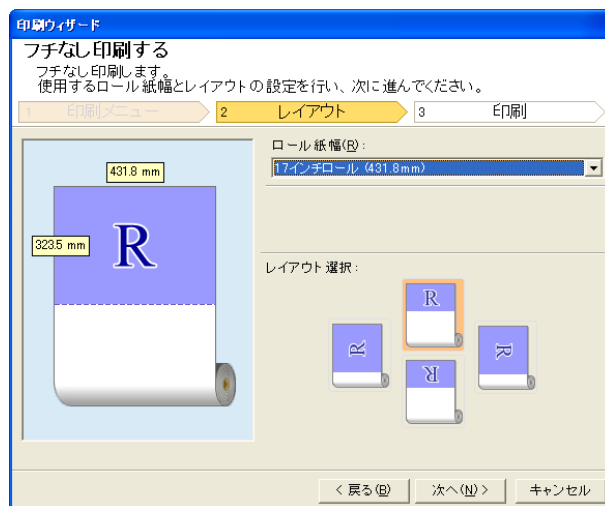 印刷ウィザード
フチなし印刷する
フチなし印刷します。
使用するロール紙幅とレイアウトの設定を行い、次に進んでください。
1 印刷メニュー 2 レイアウト 3 印刷
ロール紙幅(R):
17インチロール (431.8mm)
431.8 mm
323.5 mm
R
レイアウト選択:
R
R
R
R
< 戻る(B) 次へ(N) > キャンセル